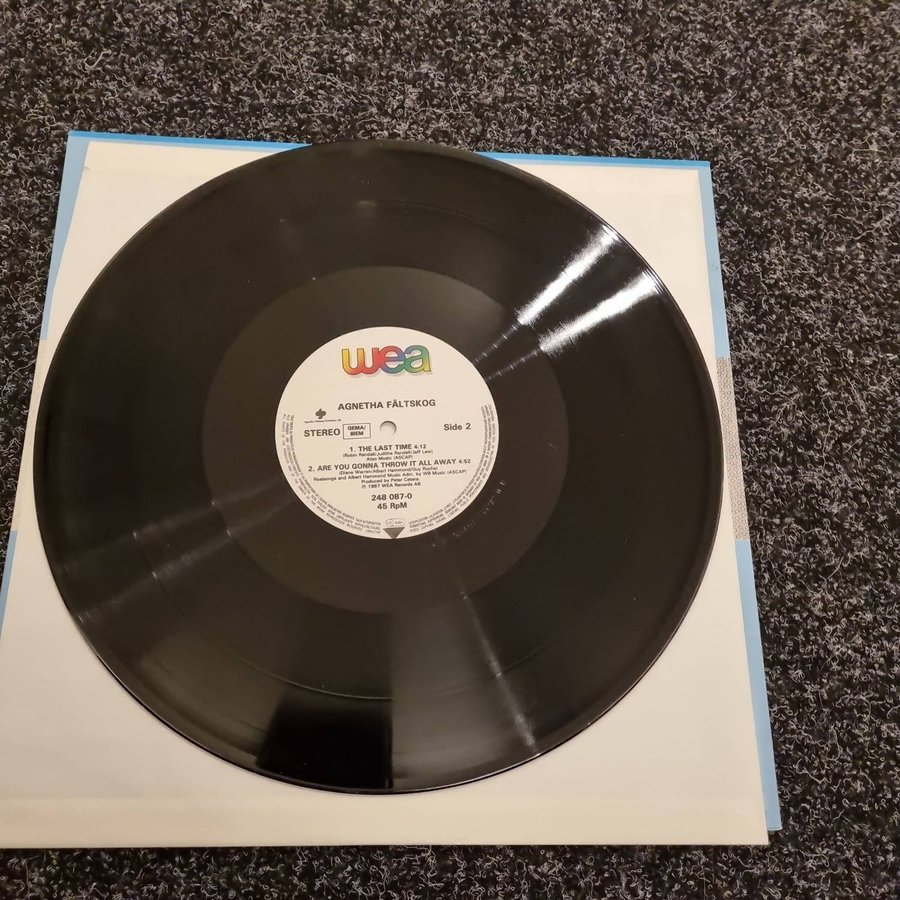 wea
AGNETHA FÄLTSKOG
STEREO
GEMA/
BIEM
Side 2
1. THE LAST TIME 4:12
(Robin Randall/Judithe Randall/Jeff Law)
Atao Music (ASCAP)
2. ARE YOU GONNA THROW IT ALL AWAY 4:52
(Diane Warren/Albert Hammond/Guy Roche)
Realsongs and Albert Hammond Music Adm. by WB Music (ASCAP)
Produced by Peter Cetera.
℗ 1987 WEA Records AB
248 087-0
45 RpM